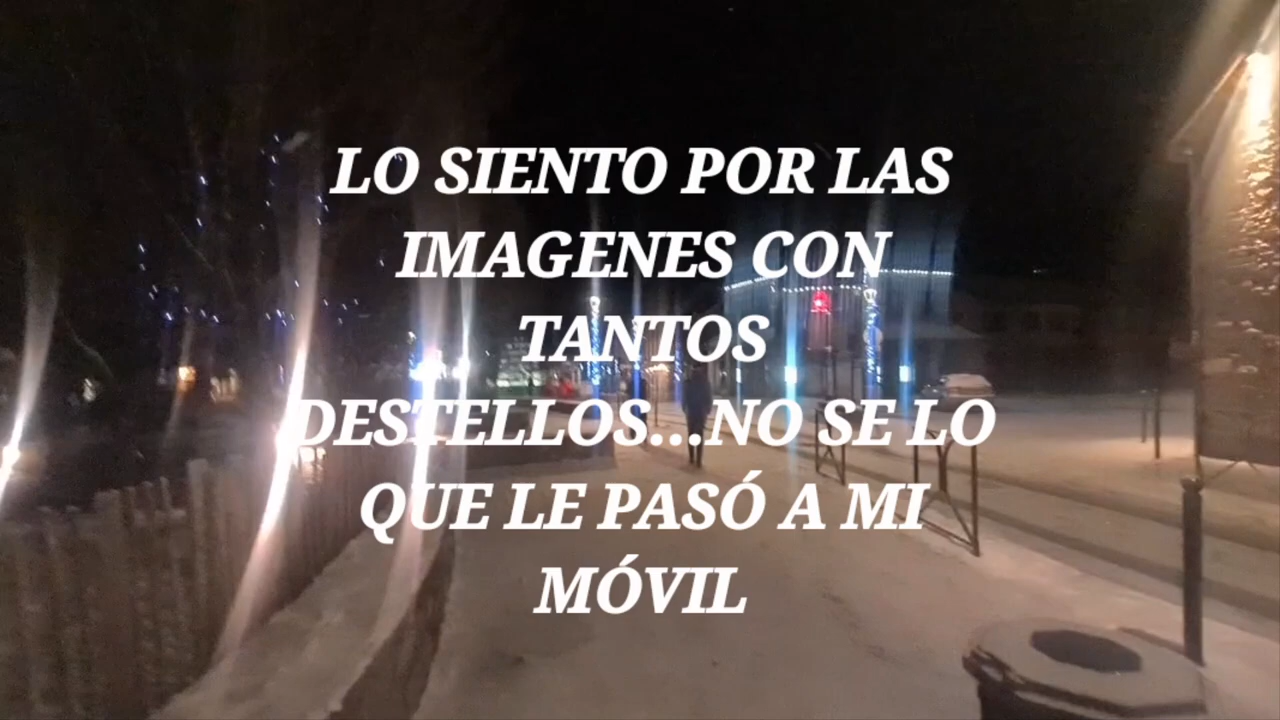 LO SIENTO POR LAS
IMAGENES CON
TANTOS
DESTELLOS...NO SE LO
QUE LE PASÓ A MI
MÓVIL